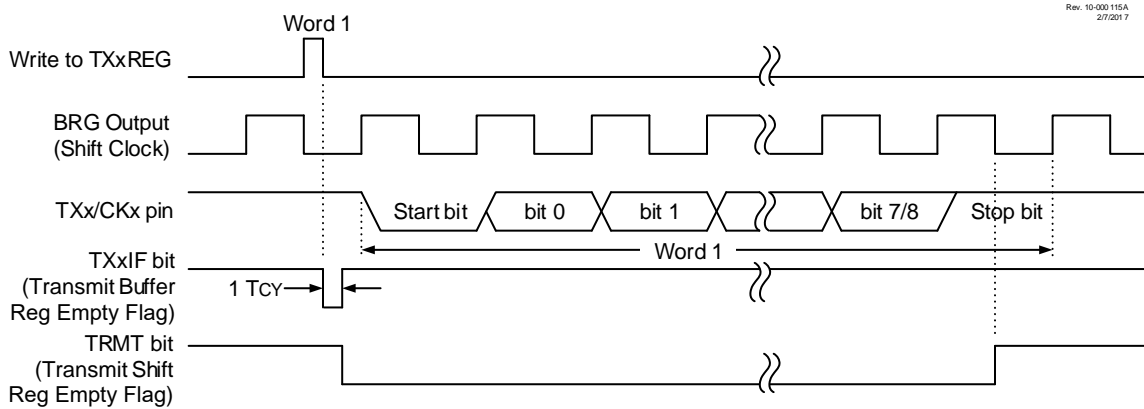 Rev. 10-000 115A
2/7/201 7
Word 1
Write to TXxREG
BRG Output
(Shift Clock)
TXx/CKx pin
Start bit
bit 0
bit 1
bit 7/8
Stop bit
Word 1
TXxIF bit
(Transmit Buffer
Reg Empty Flag)
1 TCY
TRMT bit
(Transmit Shift
Reg Empty Flag)